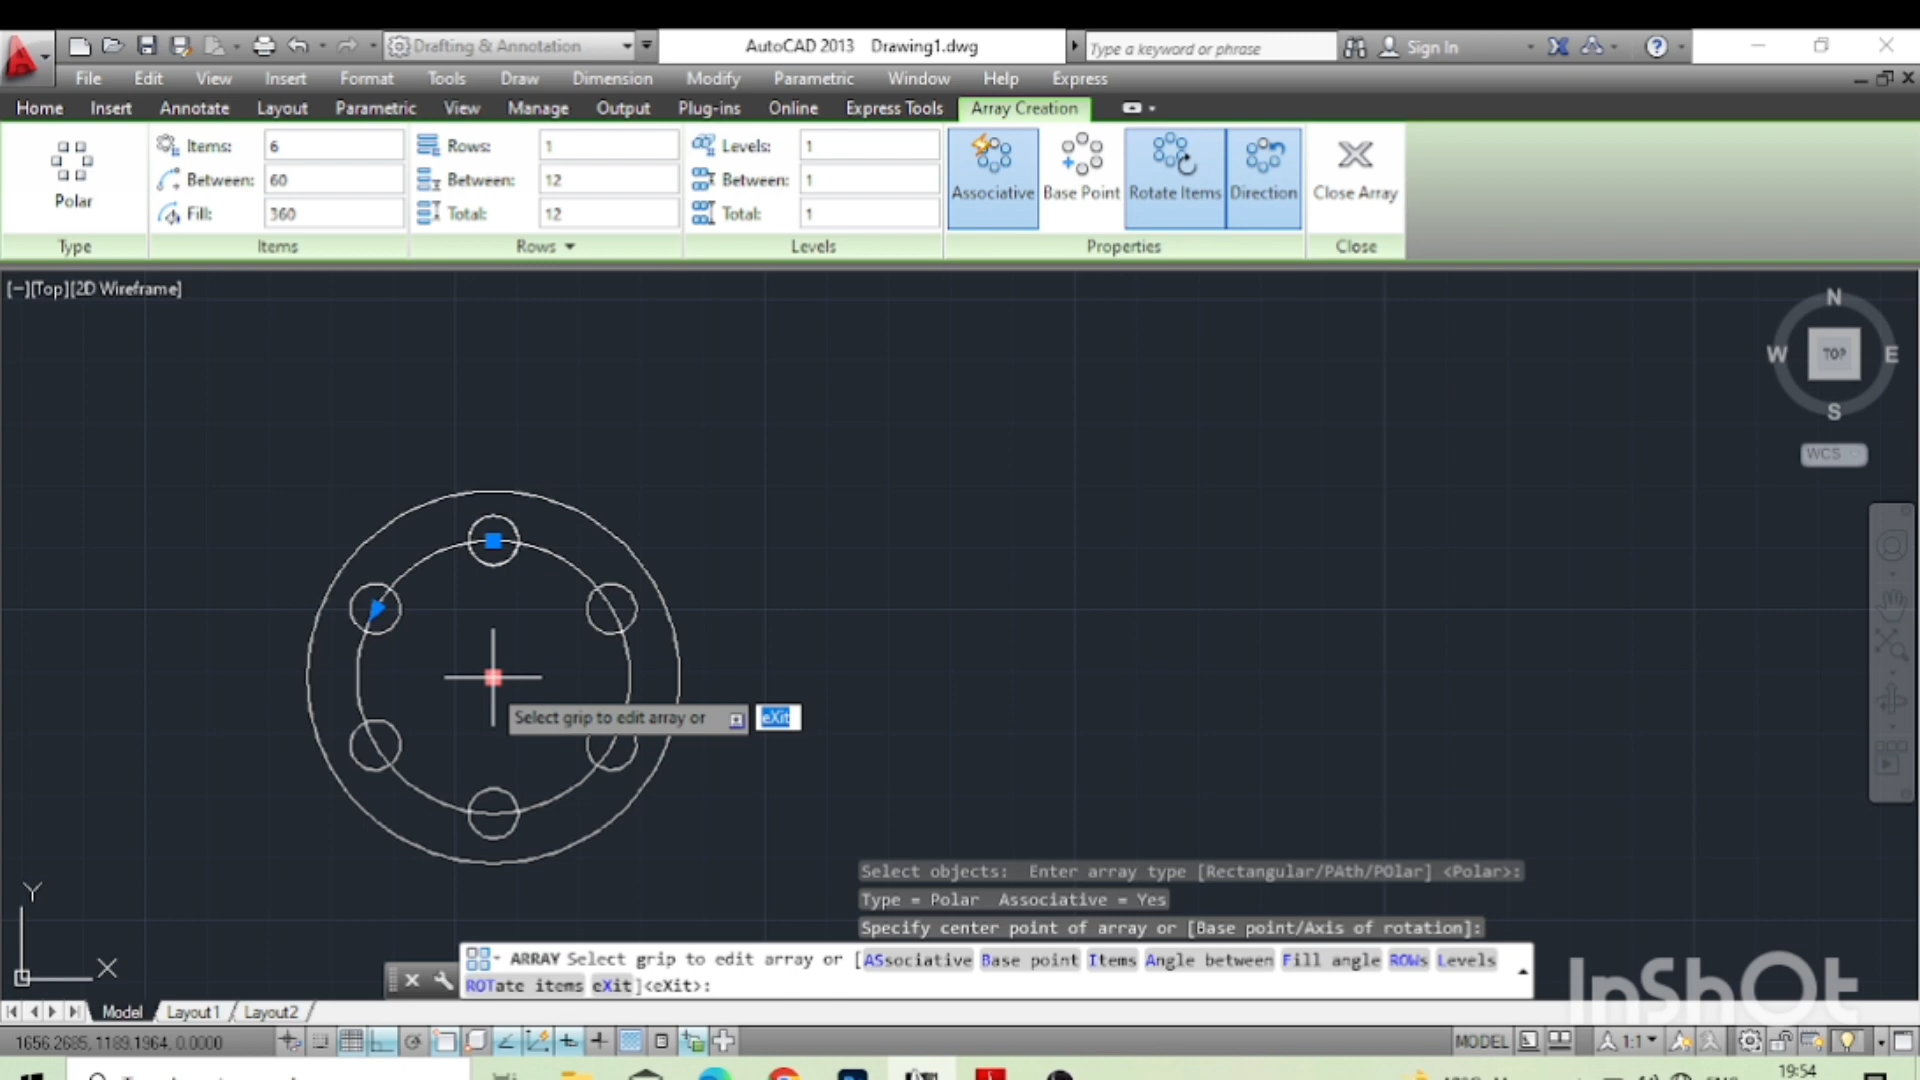 Drafting & Annotation
AutoCAD 2013 Drawing1.dwg
Type a keyword or phrase
Sign In
File Edit View Insert Format Tools Draw Dimension Modify Parametric Window Help Express
Home Insert Annotate Layout Parametric View Manage Output Plug-ins Online Express Tools Array Creation
Items: 6 Rows: 1 Levels: 1
Between: 60 Between: 12 Between: 1
Fill: 360 Total: 12 Total: 1
Polar
Associative Base Point Rotate Items Direction Close Array
Type Items Rows Levels Properties Close
[−][Top][2D Wireframe]
N
W TOP E
S
WCS
Select grip to edit array or eXit
Select objects: Enter array type [Rectangular/PAth/POlar] <Polar>:
Type = Polar Associative = Yes
Specify center point of array or [Base point/Axis of rotation]:
ARRAY Select grip to edit array or [ASsociative Base point Items Angle between Fill angle ROWs Levels
ROTate items eXit]<eXit>:
Y
X
InShOt
Model Layout1 Layout2
1656.2685, 1189.1964, 0.0000
MODEL 1:1
19:54